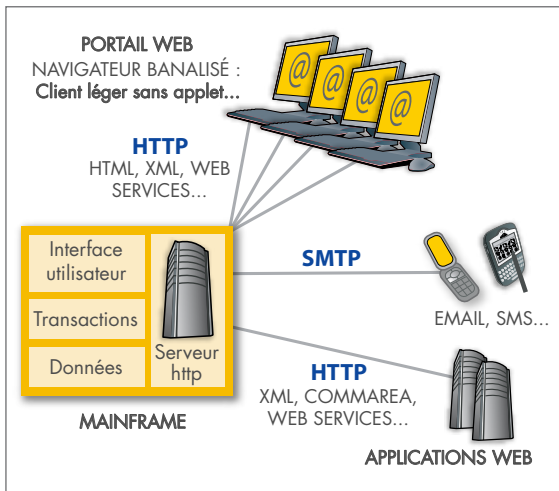 PORTAIL WEB
NAVIGATEUR BANALISÉ :
Client léger sans applet...
@ @ @ @
HTTP
HTML, XML, WEB
SERVICES...
Interface
utilisateur
Transactions
Données
Serveur
http
MAINFRAME
SMTP
EMAIL, SMS...
HTTP
XML, COMMAREA,
WEB SERVICES...
APPLICATIONS WEB